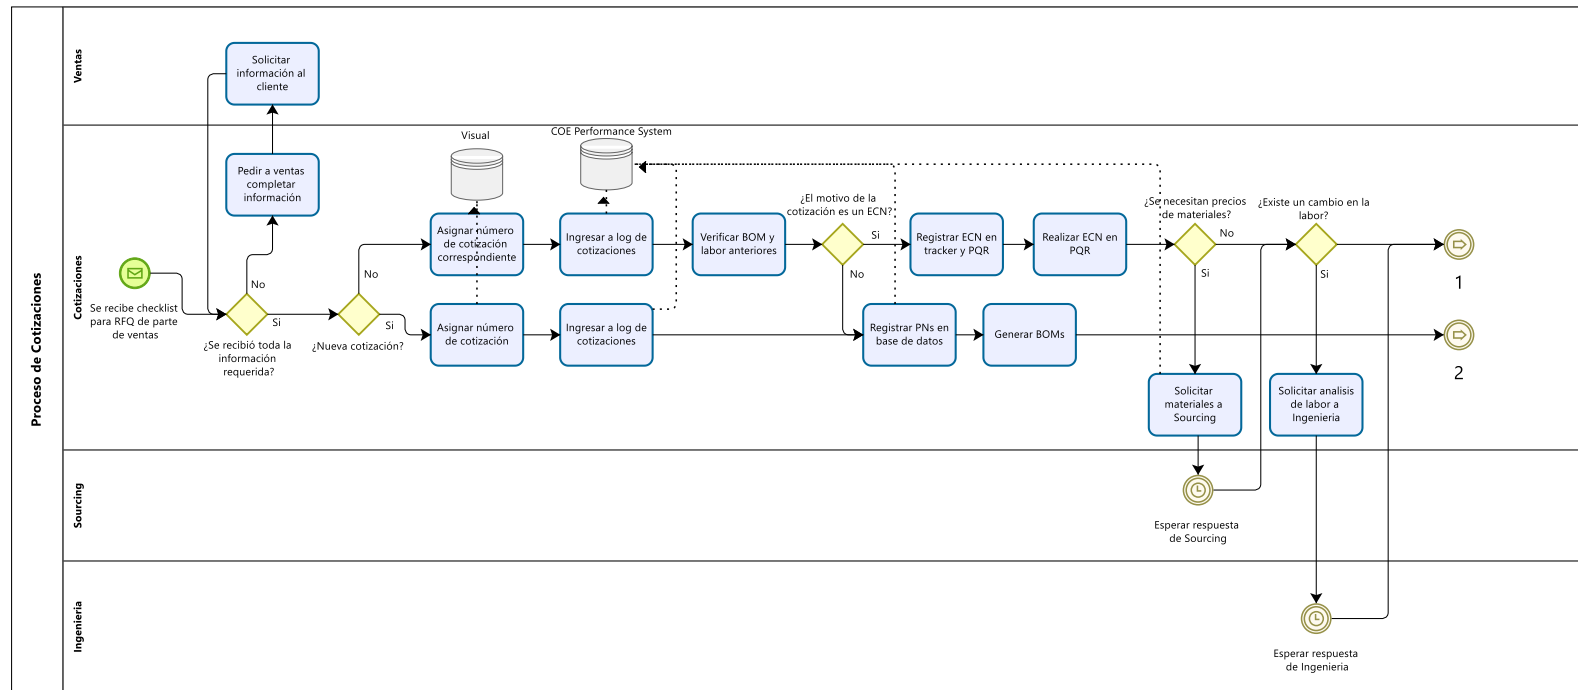 Proceso de Cotizaciones
Ventas
Solicitar
información al
cliente
Cotizaciones
Se recibe checklist
para RFQ de parte
de ventas
Pedir a ventas
completar
información
No
Si
¿Se recibió toda la
información
requerida?
No
Si
¿Nueva cotización?
Visual
COE Performance System
Asignar número
de cotización
correspondiente
Ingresar a log de
cotizaciones
Verificar BOM y
labor anteriores
¿El motivo de la
cotización es un ECN?
Si
No
Registrar ECN en
tracker y PQR
Realizar ECN en
PQR
¿Se necesitan precios
de materiales?
No
Si
¿Existe un cambio en la
labor?
Si
1
Asignar número
de cotización
Ingresar a log de
cotizaciones
Registrar PNs en
base de datos
Generar BOMs
2
Solicitar
materiales a
Sourcing
Solicitar analisis
de labor a
Ingenieria
Sourcing
Esperar respuesta
de Sourcing
Ingenieria
Esperar respuesta
de Ingenieria